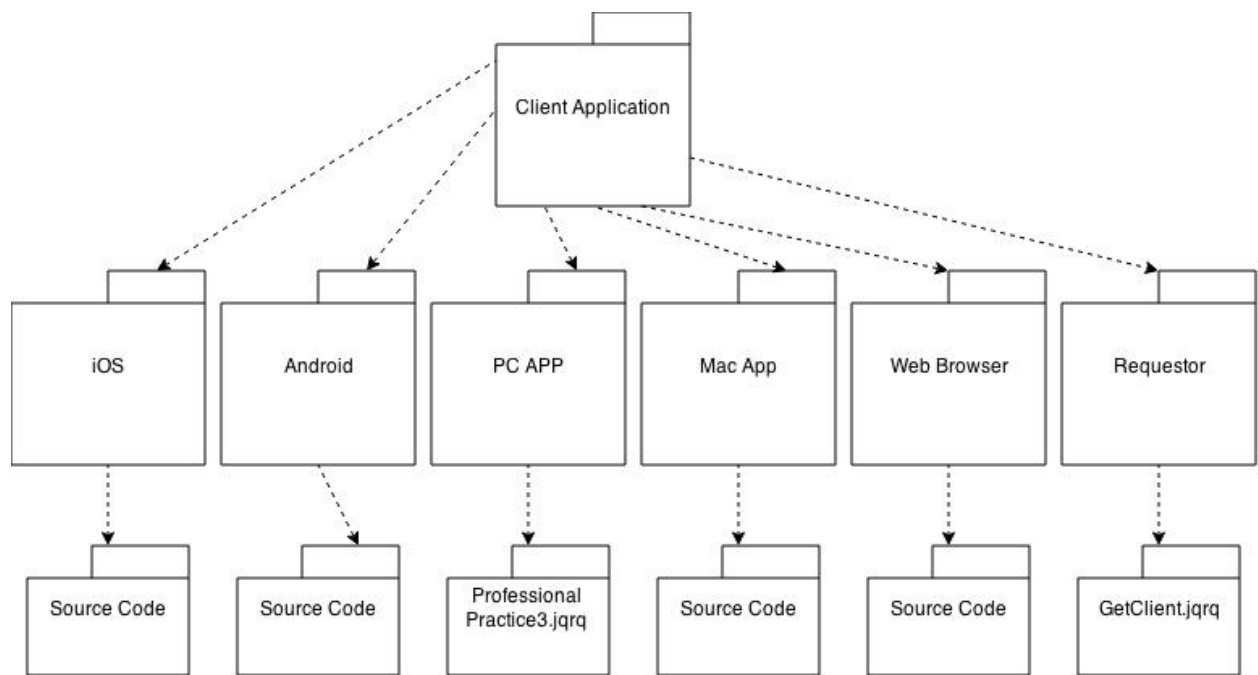 Client Application
iOS
Android
PC APP
Mac App
Web Browser
Requestor
Source Code
Source Code
Professional
Practice3.jqrq
Source Code
Source Code
GetClient.jqrq